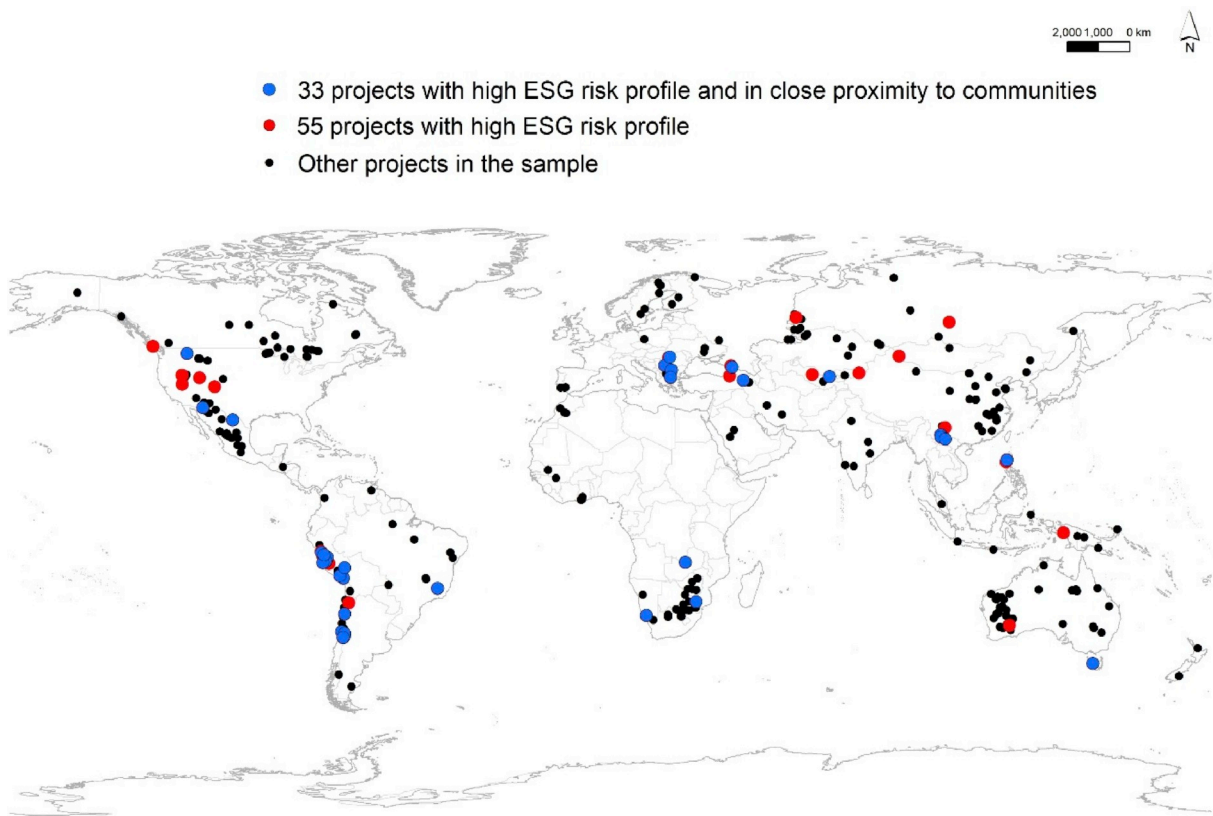 2,000 1,000 0 km
N
33 projects with high ESG risk profile and in close proximity to communities
55 projects with high ESG risk profile
Other projects in the sample